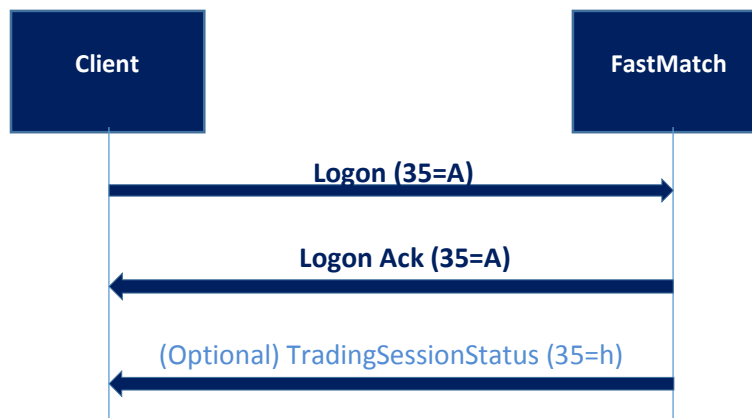 Client
FastMatch
Logon (35=A)
Logon Ack (35=A)
(Optional) TradingSessionStatus (35=h)